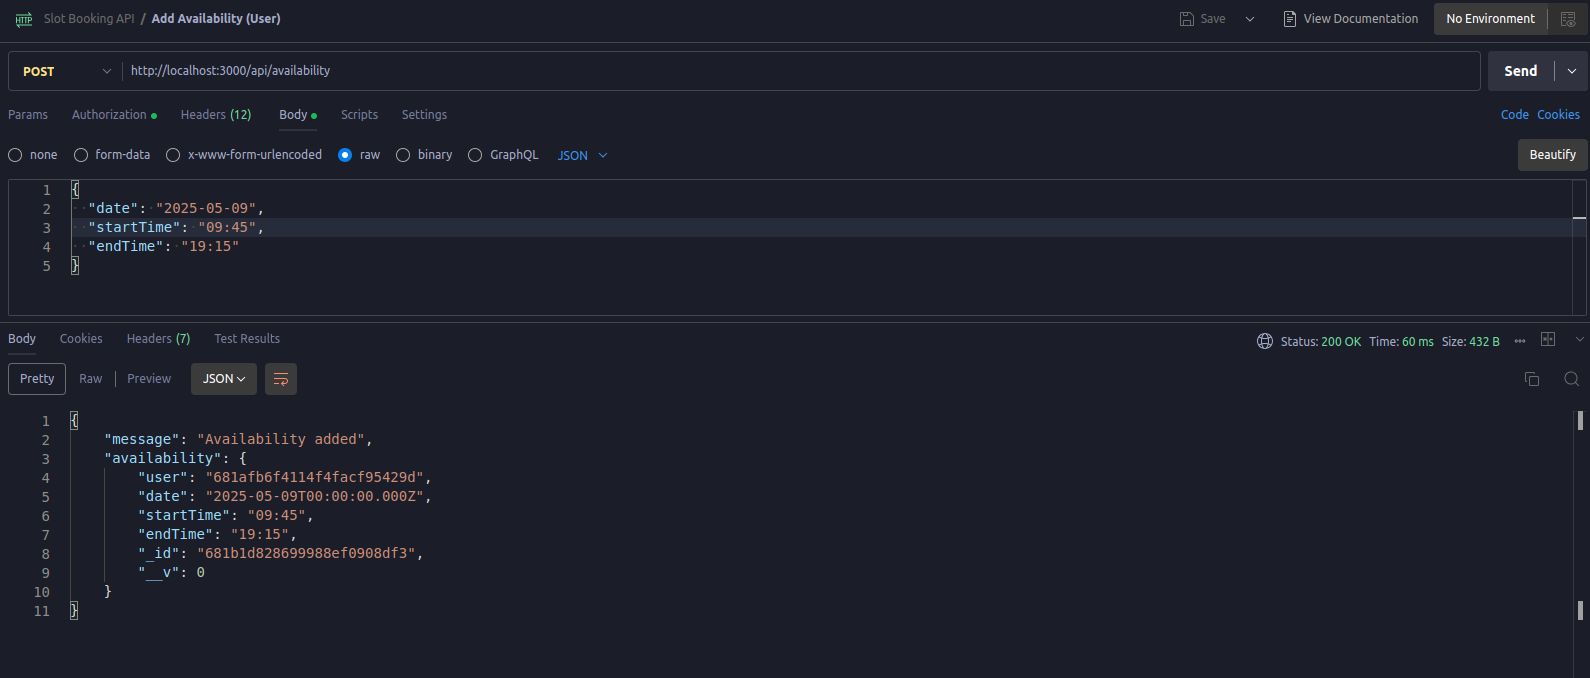 HTTP Slot Booking API / Add Availability (User) Save View Documentation No Environment
POST http://localhost:3000/api/availability Send
Params Authorization Headers (12) Body Scripts Settings Code Cookies
none form-data x-www-form-urlencoded raw binary GraphQL JSON Beautify
1 {
2 "date": "2025-05-09",
3 "startTime": "09:45",
4 "endTime": "19:15"
5 }
Body Cookies Headers (7) Test Results Status: 200 OK Time: 60 ms Size: 432 B
Pretty Raw Preview JSON
1 {
2 "message": "Availability added",
3 "availability": {
4 "user": "681afb6f4114f4facf95429d",
5 "date": "2025-05-09T00:00:00.000Z",
6 "startTime": "09:45",
7 "endTime": "19:15",
8 "_id": "681b1d828699988ef0908df3",
9 "__v": 0
10 }
11 }